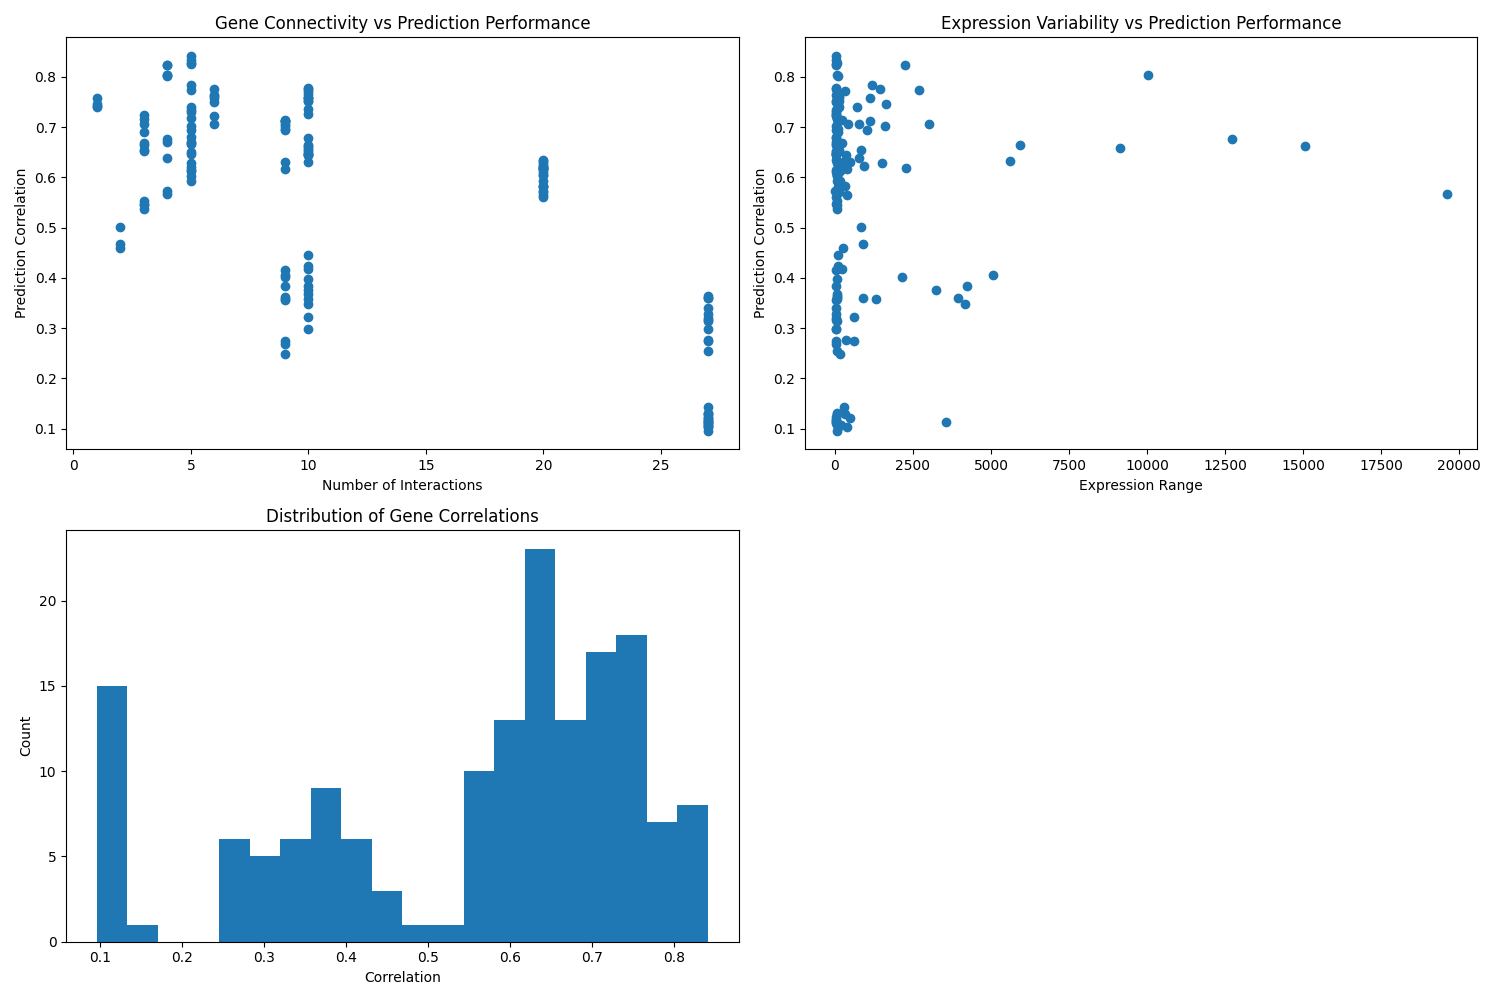 Gene Connectivity vs Prediction Performance
Prediction Correlation
0.8
0.7
0.6
0.5
0.4
0.3
0.2
0.1
0 5 10 15 20 25
Number of Interactions
Expression Variability vs Prediction Performance
Prediction Correlation
0.8
0.7
0.6
0.5
0.4
0.3
0.2
0.1
0 2500 5000 7500 10000 12500 15000 17500 20000
Expression Range
Distribution of Gene Correlations
Count
20
15
10
5
0
0.1 0.2 0.3 0.4 0.5 0.6 0.7 0.8
Correlation